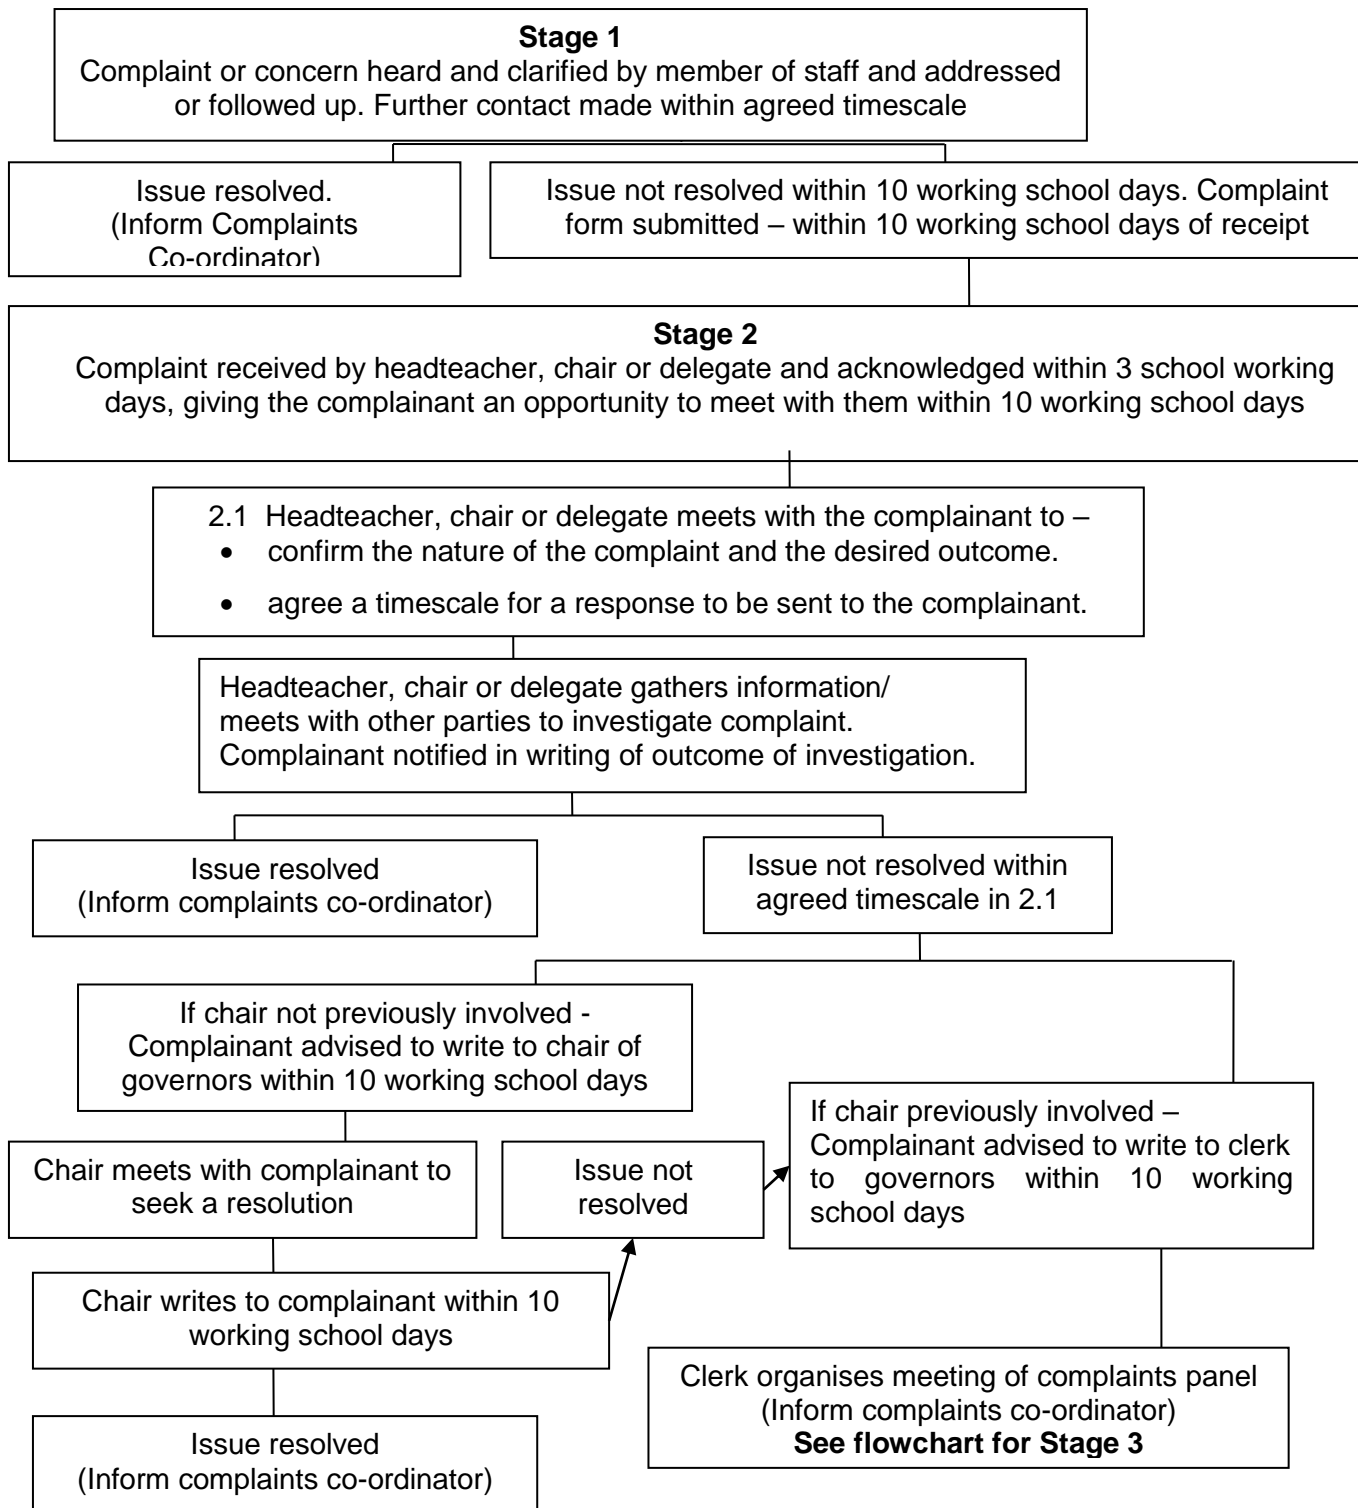 Stage 1
Complaint or concern heard and clarified by member of staff and addressed
or followed up. Further contact made within agreed timescale
Issue resolved.
(Inform Complaints
Co-ordinator)
Issue not resolved within 10 working school days. Complaint
form submitted – within 10 working school days of receipt
Stage 2
Complaint received by headteacher, chair or delegate and acknowledged within 3 school working
days, giving the complainant an opportunity to meet with them within 10 working school days
2.1 Headteacher, chair or delegate meets with the complainant to –
• confirm the nature of the complaint and the desired outcome.
• agree a timescale for a response to be sent to the complainant.
Headteacher, chair or delegate gathers information/
meets with other parties to investigate complaint.
Complainant notified in writing of outcome of investigation.
Issue resolved
(Inform complaints co-ordinator)
Issue not resolved within
agreed timescale in 2.1
If chair not previously involved -
Complainant advised to write to chair of
governors within 10 working school days
If chair previously involved –
Complainant advised to write to clerk
to governors within 10 working
school days
Chair meets with complainant to
seek a resolution
Issue not
resolved
Chair writes to complainant within 10
working school days
Clerk organises meeting of complaints panel
(Inform complaints co-ordinator)
See flowchart for Stage 3
Issue resolved
(Inform complaints co-ordinator)